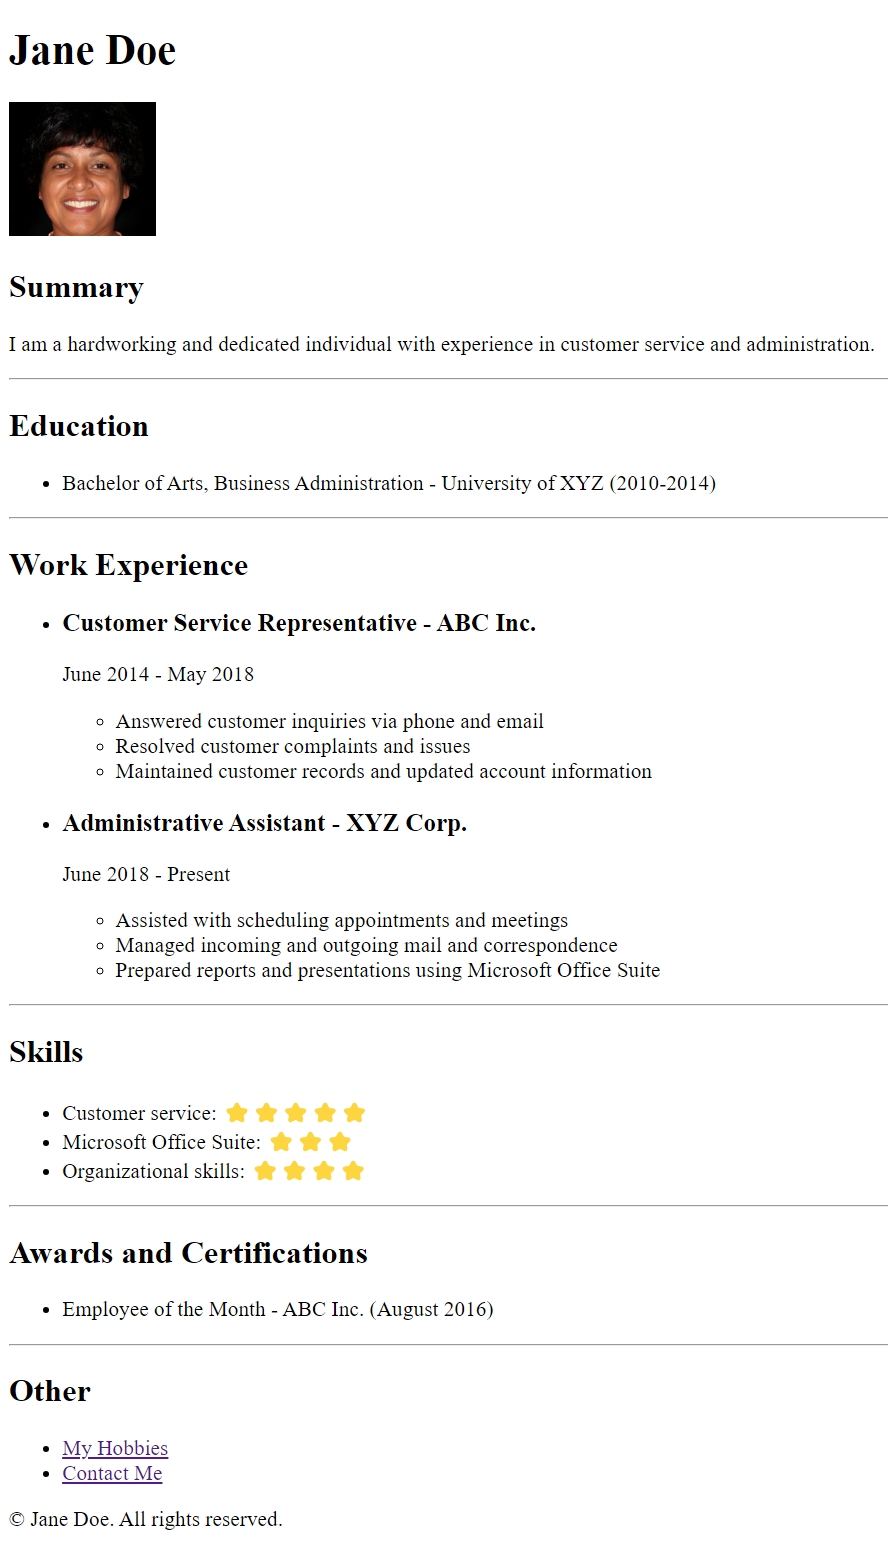 Jane Doe
Summary
I am a hardworking and dedicated individual with experience in customer service and administration.
Education
Bachelor of Arts, Business Administration - University of XYZ (2010-2014)
Work Experience
Customer Service Representative - ABC Inc.
June 2014 - May 2018
Answered customer inquiries via phone and email
Resolved customer complaints and issues
Maintained customer records and updated account information
Administrative Assistant - XYZ Corp.
June 2018 - Present
Assisted with scheduling appointments and meetings
Managed incoming and outgoing mail and correspondence
Prepared reports and presentations using Microsoft Office Suite
Skills
Customer service:
Microsoft Office Suite:
Organizational skills:
Awards and Certifications
Employee of the Month - ABC Inc. (August 2016)
Other
My Hobbies
Contact Me
© Jane Doe. All rights reserved.